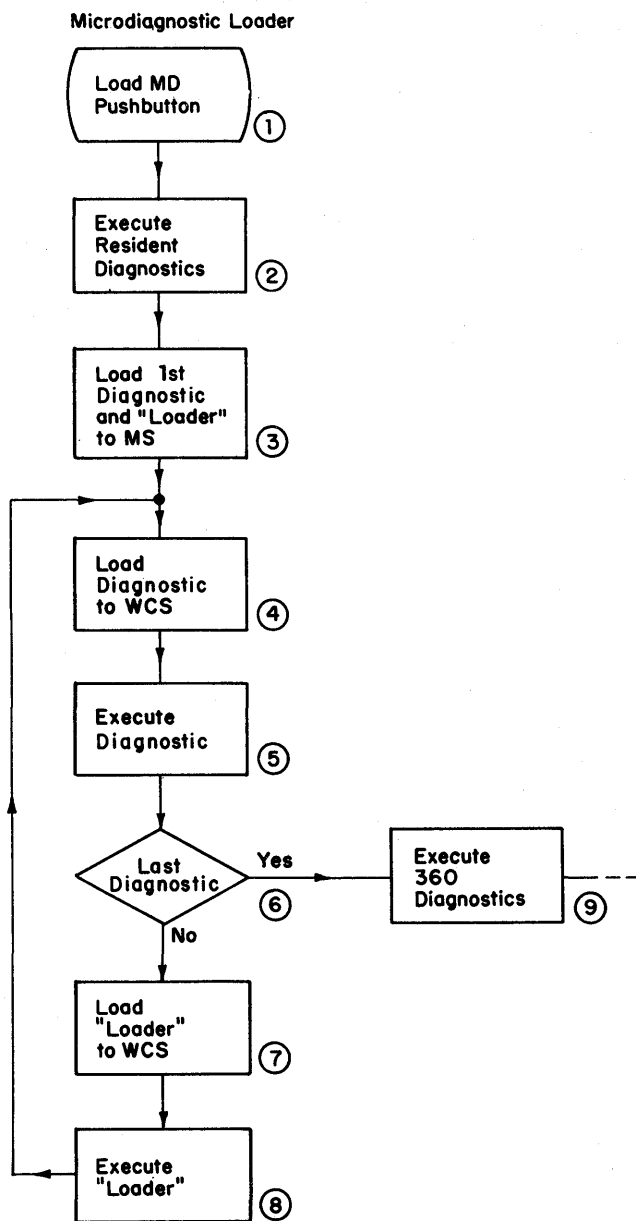 Microdiagnostic Loader
Load MD
Pushbutton
1
Execute
Resident
Diagnostics
2
Load 1st
Diagnostic
and "Loader"
to MS
3
Load
Diagnostic
to WCS
4
Execute
Diagnostic
5
Last
Diagnostic
6
Yes
Execute
360
Diagnostics
9
No
Load
"Loader"
to WCS
7
Execute
"Loader"
8